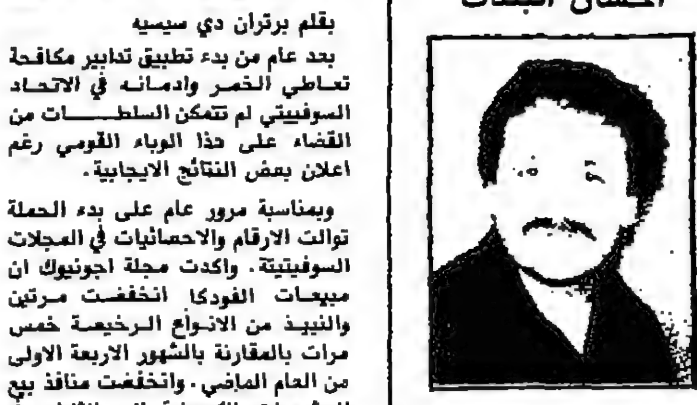 بقلم برتران دي سيسيه
بعد عام من بدء تطبيق تدابير مكافحة
تعاطي الخمر وادمانه في الاتحاد
السوفييتي لم تتمكن السلطات من
القضاء على هذا الوباء القومي رغم
اعلان بعض النتائج الايجابية.
وبمناسبة مرور عام على بدء الحملة
توالت الارقام والاحصائيات في المجلات
السوفيتيتة. واكدت مجلة اجونيوك ان
مبيعات الفودكا انخفضت مرتين
والنبيذ من الانواع الرخيصة خمس
مرات بالمقارنة بالشهور الاربعة الاولى
من العام الماضي. وانخفضت منافذ بيع